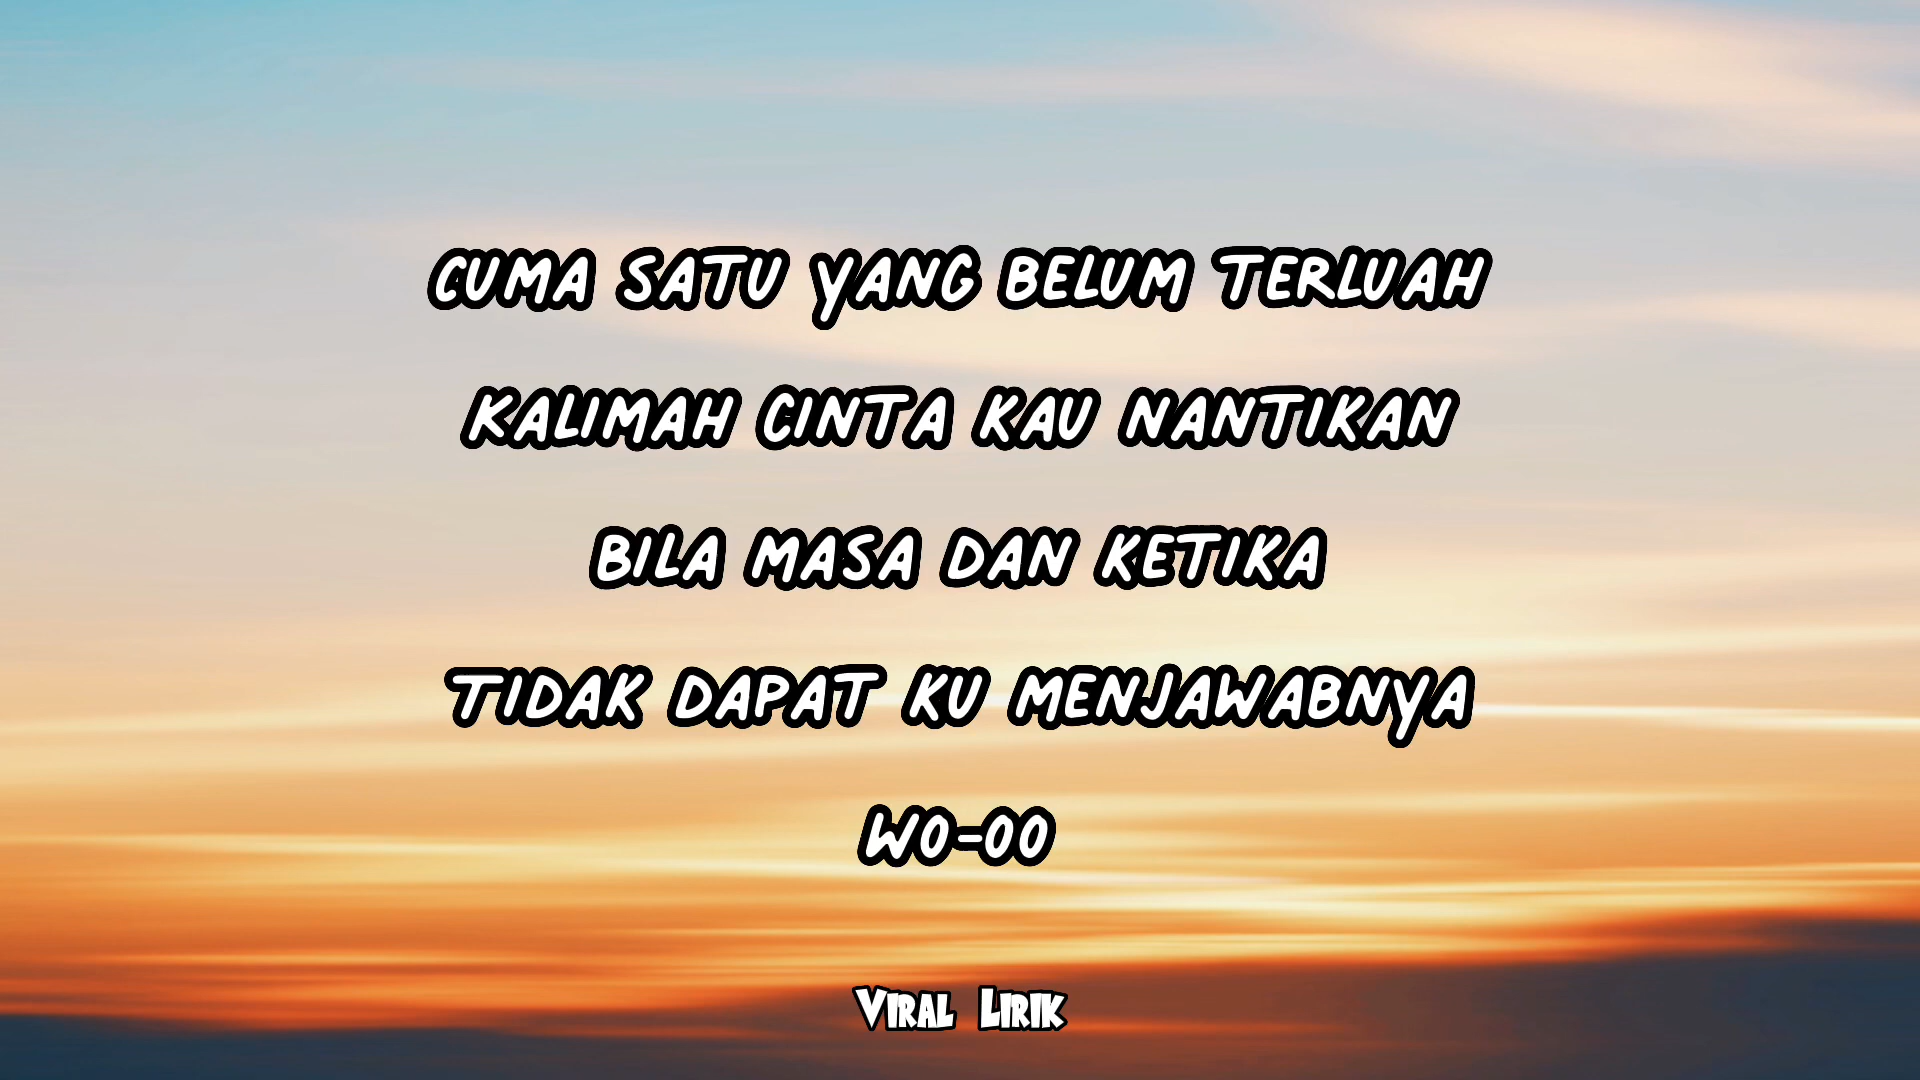 CUMA SATU YANG BELUM TERLUAH
KALIMAH CINTA KAU NANTIKAN
BILA MASA DAN KETIKA
TIDAK DAPAT KU MENJAWABNYA
WO-OO
VIRAL LIRIK